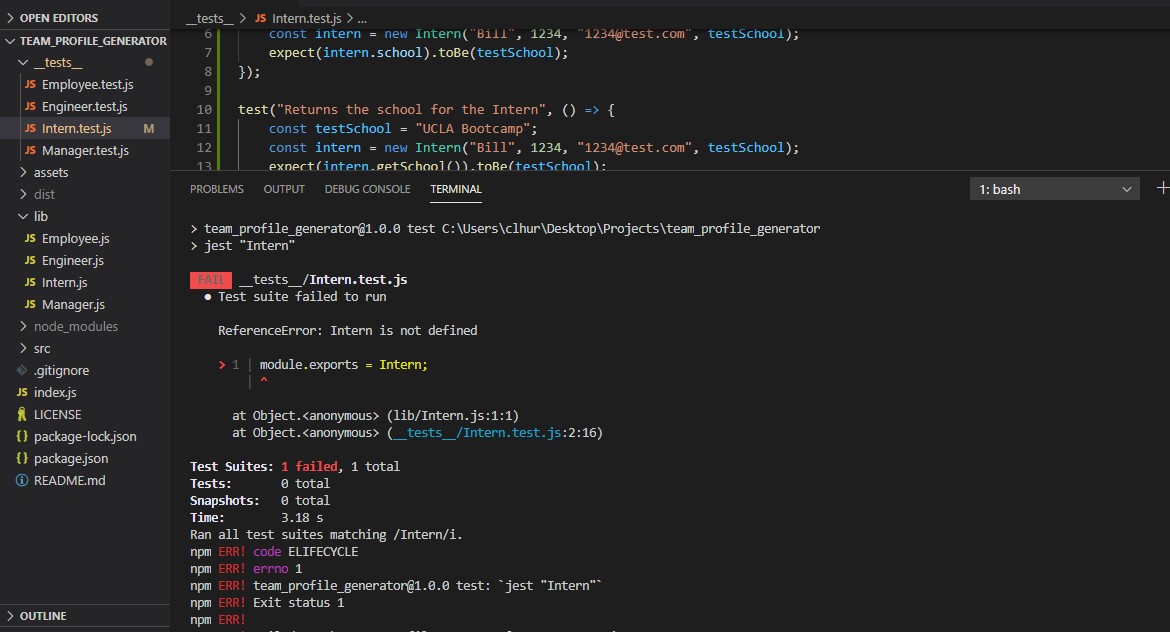 OPEN EDITORS
TEAM_PROFILE_GENERATOR
__tests__
JS Employee.test.js
JS Engineer.test.js
JS Intern.test.js M
JS Manager.test.js
assets
dist
lib
JS Employee.js
JS Engineer.js
JS Intern.js
JS Manager.js
node_modules
src
.gitignore
JS index.js
LICENSE
{} package-lock.json
{} package.json
README.md
OUTLINE
__tests__ > JS Intern.test.js > ...
6 const intern = new Intern("Bill", 1234, "1234@test.com", testSchool);
7 expect(intern.school).toBe(testSchool);
8 });
9
10 test("Returns the school for the Intern", () => {
11 const testSchool = "UCLA Bootcamp";
12 const intern = new Intern("Bill", 1234, "1234@test.com", testSchool);
13 expect(intern.getSchool()).toBe(testSchool);
PROBLEMS OUTPUT DEBUG CONSOLE TERMINAL 1: bash
> team_profile_generator@1.0.0 test C:\Users\clhur\Desktop\Projects\team_profile_generator
> jest "Intern"
FAIL __tests__/Intern.test.js
● Test suite failed to run
ReferenceError: Intern is not defined
> 1 | module.exports = Intern;
| ^
at Object.<anonymous> (lib/Intern.js:1:1)
at Object.<anonymous> (__tests__/Intern.test.js:2:16)
Test Suites: 1 failed, 1 total
Tests: 0 total
Snapshots: 0 total
Time: 3.18 s
Ran all test suites matching /Intern/i.
npm ERR! code ELIFECYCLE
npm ERR! errno 1
npm ERR! team_profile_generator@1.0.0 test: `jest "Intern"`
npm ERR! Exit status 1
npm ERR!